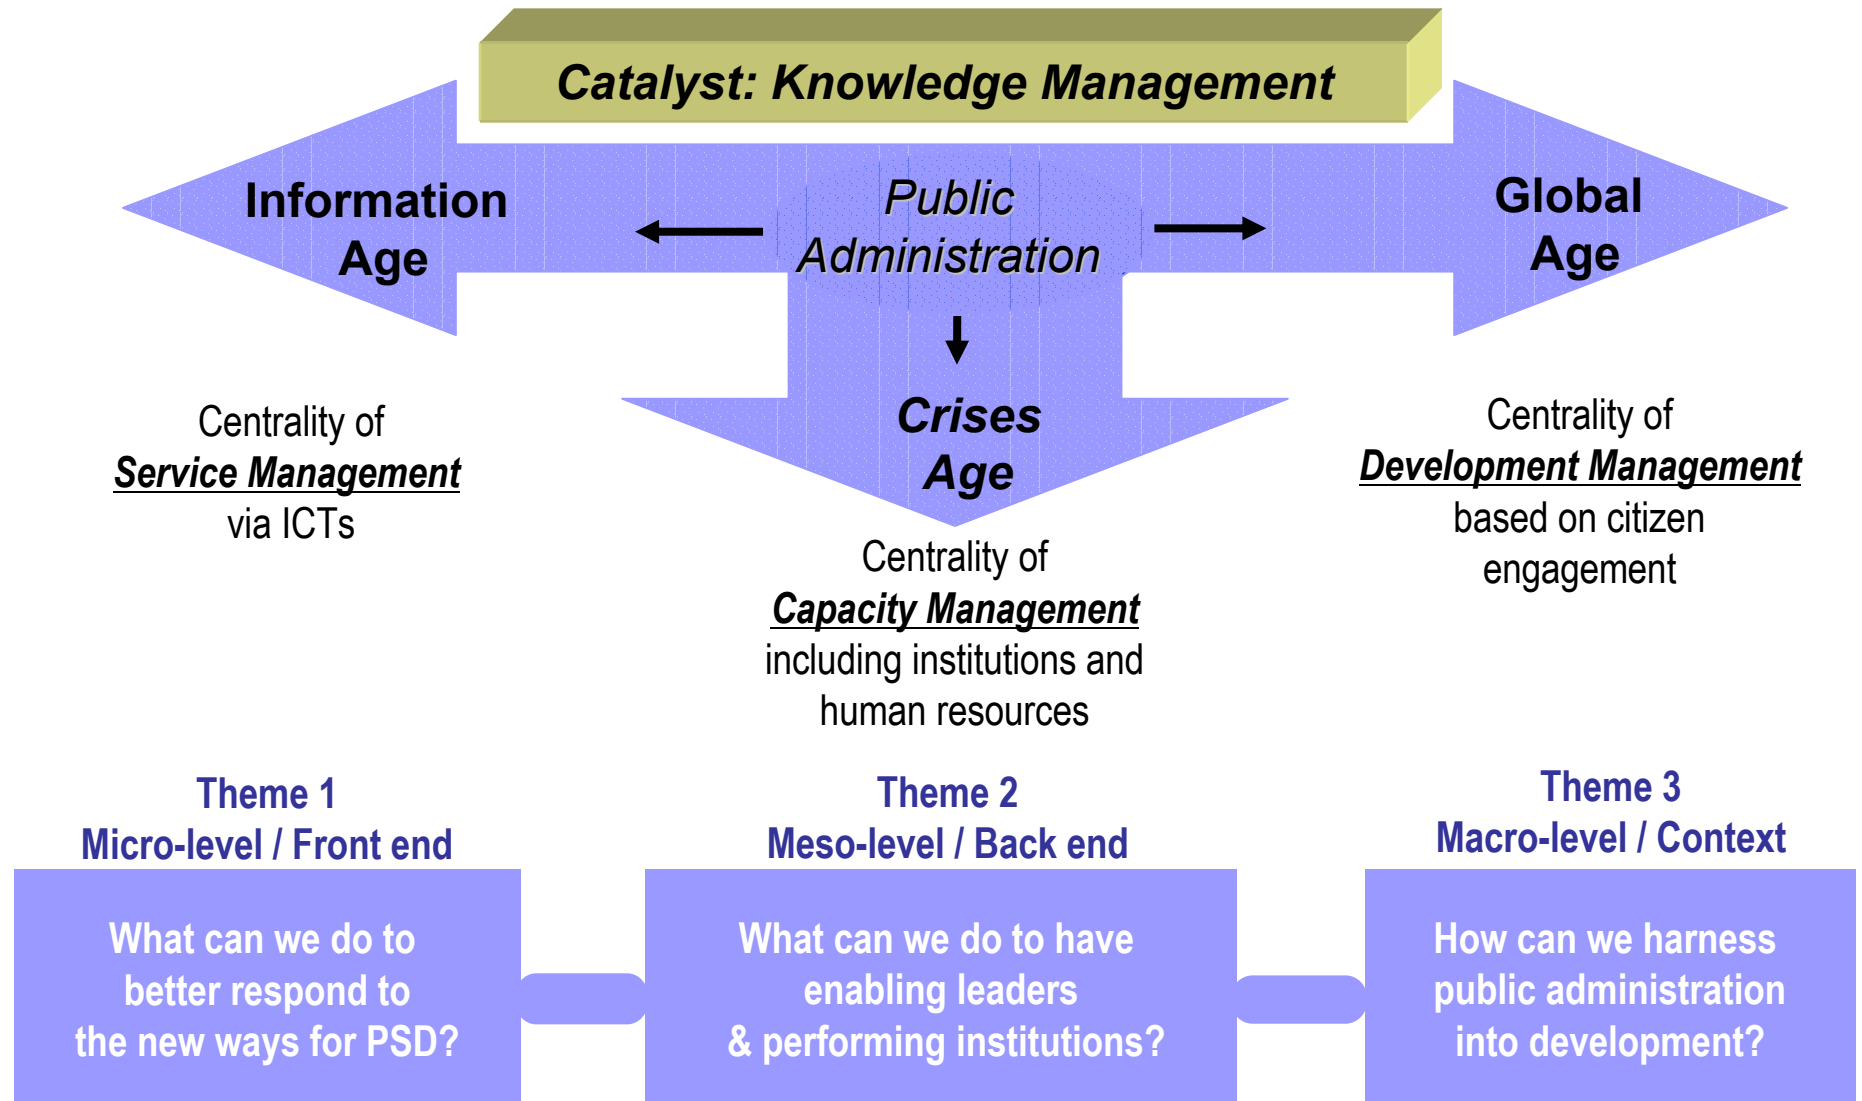 Catalyst: Knowledge Management
Information
Age
Public
Administration
Global
Age
Crises
Age
Centrality of
Service Management
via ICTs
Centrality of
Capacity Management
including institutions and
human resources
Centrality of
Development Management
based on citizen
engagement
Theme 1
Micro-level / Front end
What can we do to
better respond to
the new ways for PSD?
Theme 2
Meso-level / Back end
What can we do to have
enabling leaders
& performing institutions?
Theme 3
Macro-level / Context
How can we harness
public administration
into development?